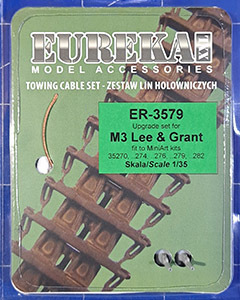 EUREKA
XXL
MODEL ACCESSORIES
TOWING CABLE SET - ZESTAW LIN HOLOWNICZYCH
ER-3579
Upgrade set for
M3 Lee & Grant
fit to MiniArt kits
35270, .274, ..276, ..279, ..282
Skala/Scale 1/35